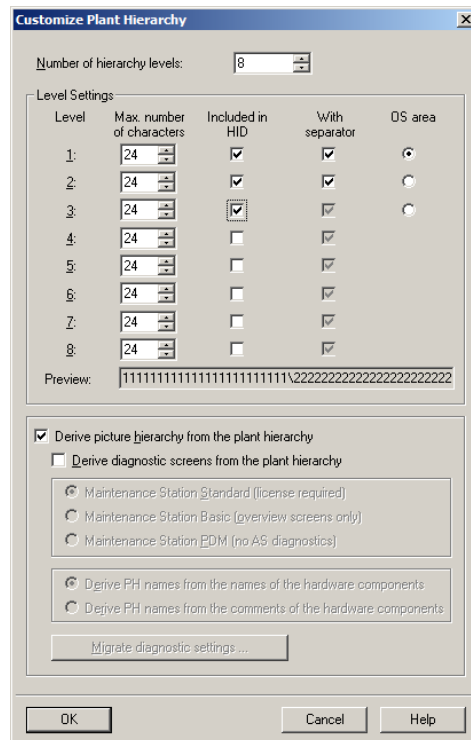 Customize Plant Hierarchy
Number of hierarchy levels: 8
Level Settings
Level Max. number of characters Included in HID With separator OS area
1: 24
2: 24
3: 24
4: 24
5: 24
6: 24
7: 24
8: 24
Preview: 111111111111111111111111\22222222222222222222222
Derive picture hierarchy from the plant hierarchy
Derive diagnostic screens from the plant hierarchy
Maintenance Station Standard (license required)
Maintenance Station Basic (overview screens only)
Maintenance Station PDM (no AS diagnostics)
Derive PH names from the names of the hardware components
Derive PH names from the comments of the hardware components
Migrate diagnostic settings ...
OK Cancel Help